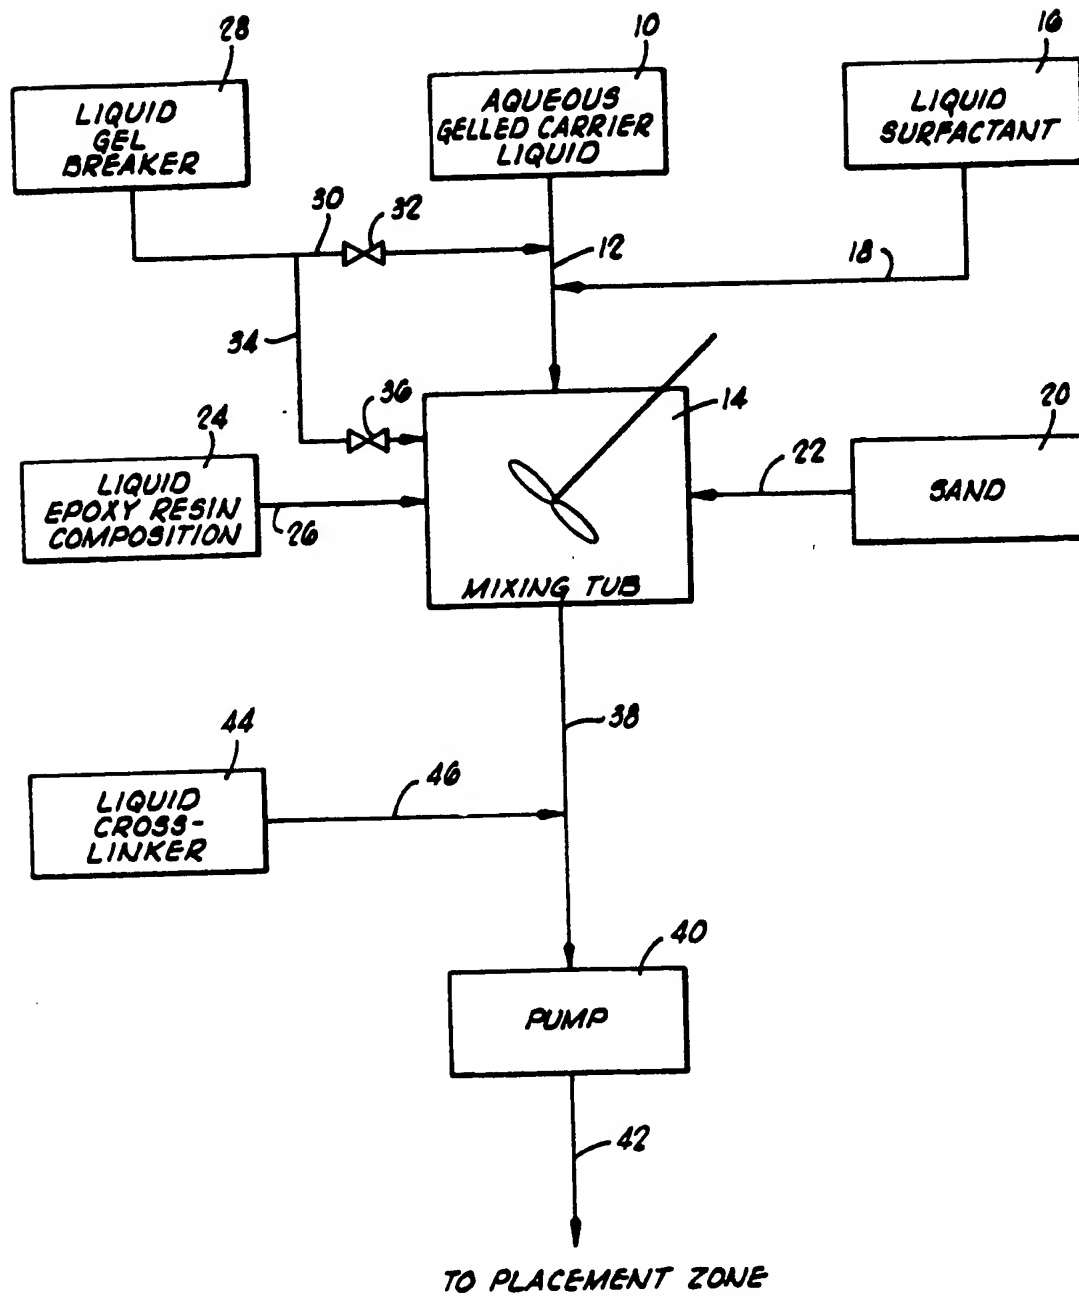 28
LIQUID
GEL
BREAKER
10
AQUEOUS
GELLED CARRIER
LIQUID
16
LIQUID
SURFACTANT
30
32
12
18
34
36
14
24
LIQUID
EPOXY RESIN
COMPOSITION
26
22
20
SAND
MIXING TUB
38
44
LIQUID
CROSS-
LINKER
46
40
PUMP
42
TO PLACEMENT ZONE